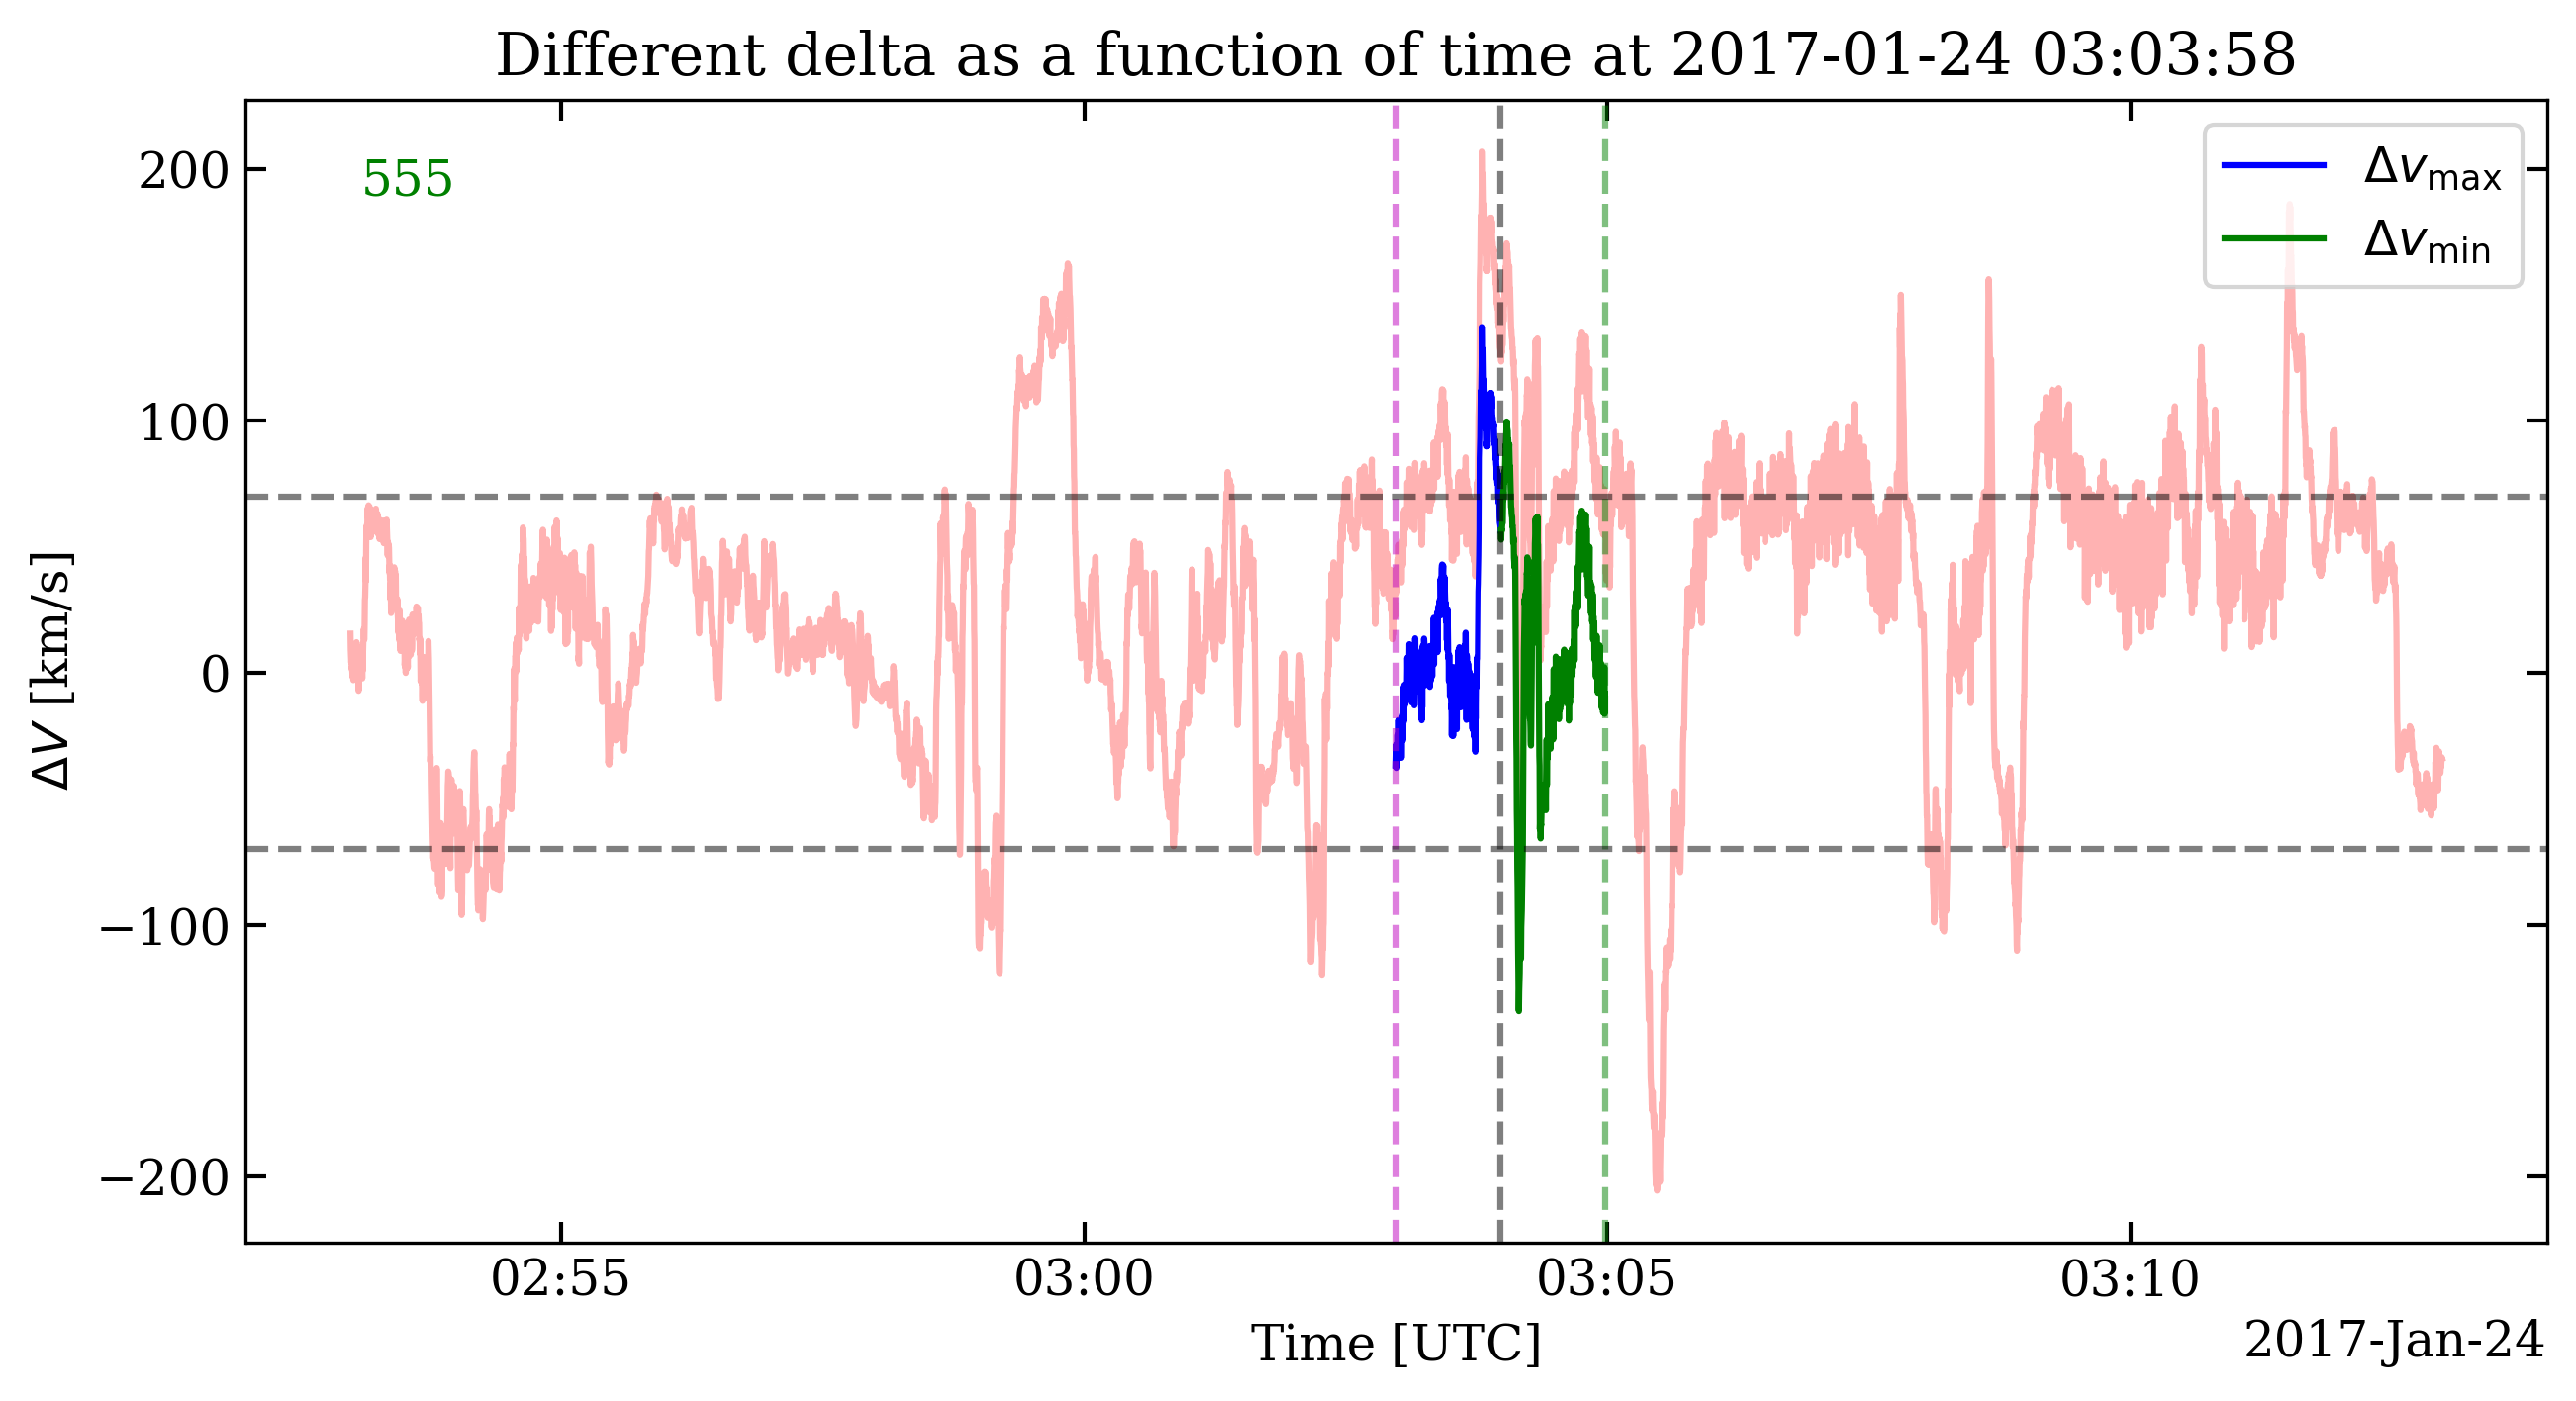 Different delta as a function of time at 2017-01-24 03:03:58
555
Δv_max
Δv_min
200
100
0
−100
−200
ΔV [km/s]
02:55 03:00 03:05 03:10
Time [UTC]
2017-Jan-24